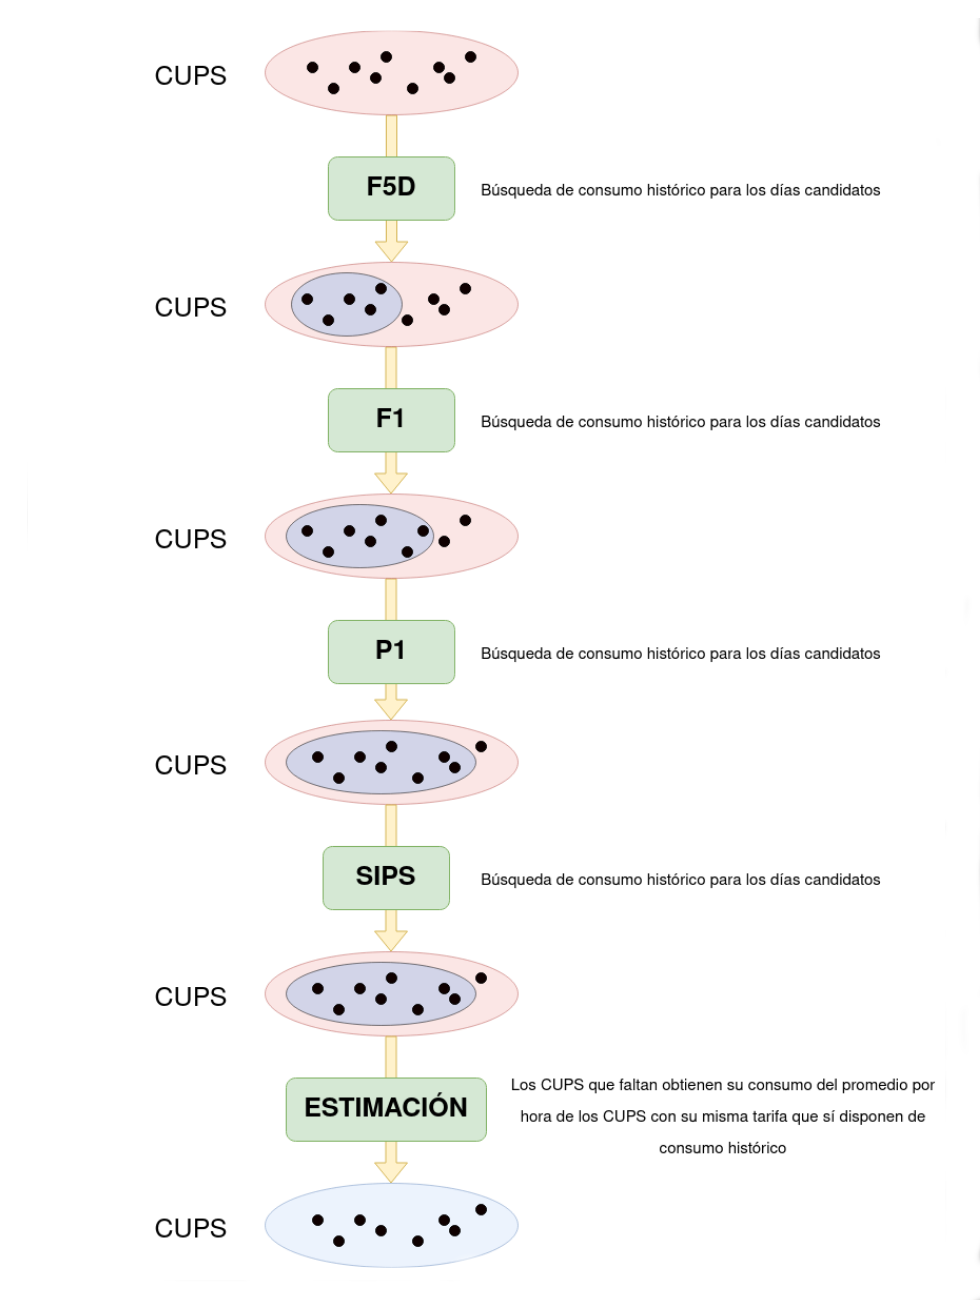 CUPS
F5D
Búsqueda de consumo histórico para los días candidatos
CUPS
F1
Búsqueda de consumo histórico para los días candidatos
CUPS
P1
Búsqueda de consumo histórico para los días candidatos
CUPS
SIPS
Búsqueda de consumo histórico para los días candidatos
CUPS
ESTIMACIÓN
Los CUPS que faltan obtienen su consumo del promedio por
hora de los CUPS con su misma tarifa que sí disponen de
consumo histórico
CUPS